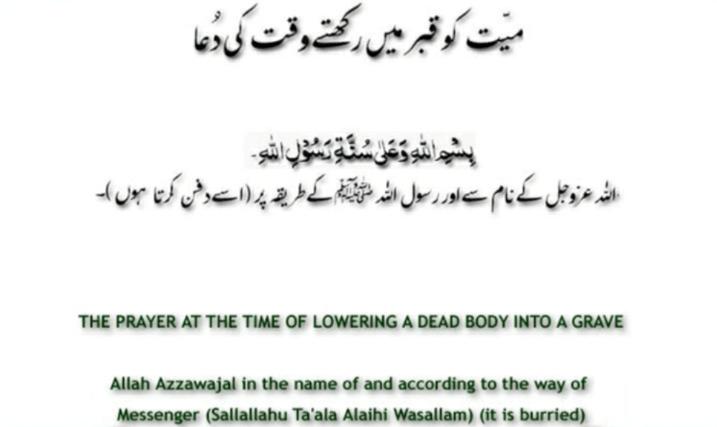 میّت کو قبر میں رکھتے وقت کی دُعا
بِسْمِ اللهِ وَعَلٰى سُنَّةِ رَسُوْلِ اللهِ۔
اللہ عزوجل کے نام سے اور رسول اللہ ﷺ کے طریقہ پر (اسے دفن کرتا ہوں)۔
THE PRAYER AT THE TIME OF LOWERING A DEAD BODY INTO A GRAVE
Allah Azzawajal in the name of and according to the way of
Messenger (Sallallahu Ta'ala Alaihi Wasallam) (it is burried)